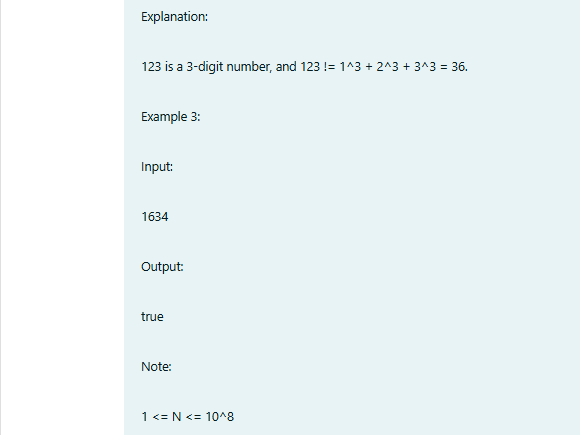 Explanation:
123 is a 3-digit number, and 123 != 1^3 + 2^3 + 3^3 = 36.
Example 3:
Input:
1634
Output:
true
Note:
1 <= N <= 10^8